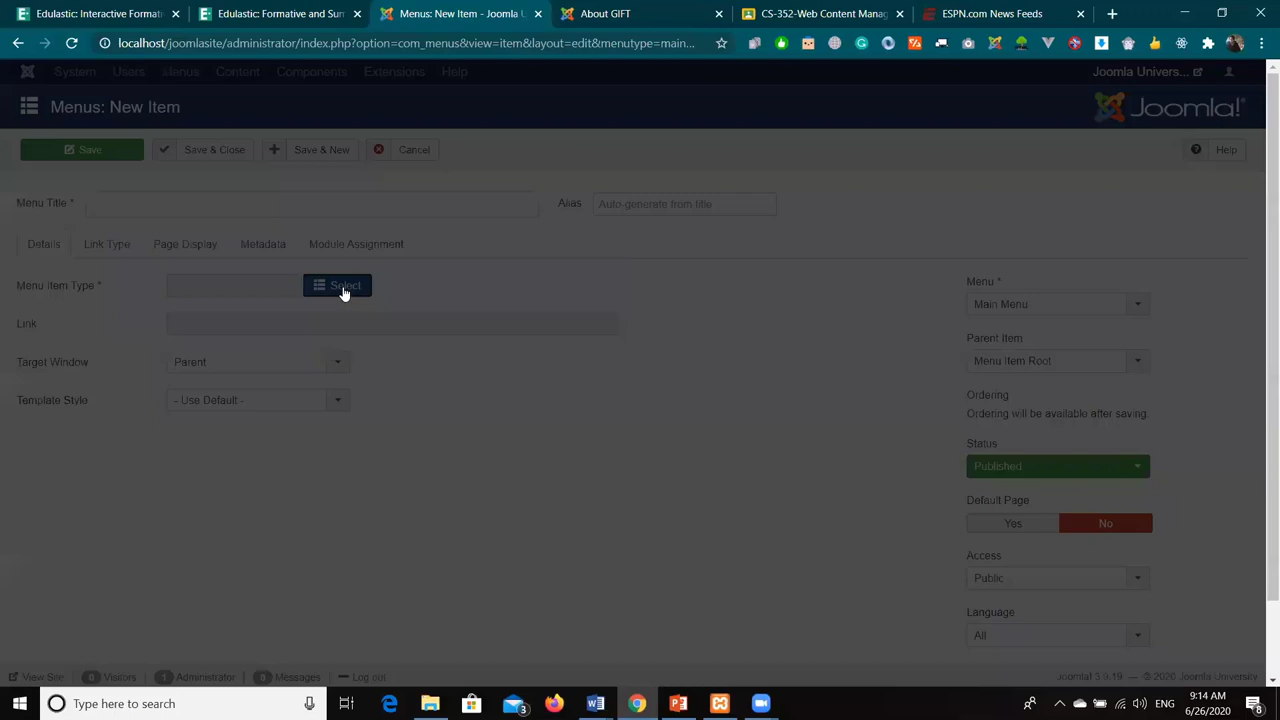 Edulastic: Interactive Formati
Edulastic: Formative and Sum
Menus: New Item - Joomla U
About GIFT
CS-352-Web Content Manag
ESPN.com News Feeds
localhost/joomlasite/administrator/index.php?option=com_menus&view=item&layout=edit&menutype=main...
System Users Menus Content Components Extensions Help
Joomla Univers...
Menus: New Item
Joomla!®
Save
Save & Close
Save & New
Cancel
Help
Menu Title *
Alias
Auto-generate from title
Details
Link Type
Page Display
Metadata
Module Assignment
Menu Item Type *
Select
Menu *
Main Menu
Link
Parent Item
Menu Item Root
Target Window
Parent
Template Style
- Use Default -
Ordering
Ordering will be available after saving.
Status
Published
Default Page
Yes
No
Access
Public
Language
All
View Site
0 Visitors
1 Administrator
0 Messages
Log out
Joomla! 3.9.19 — © 2020 Joomla University
Type here to search
3
ENG
9:14 AM
6/26/2020
8